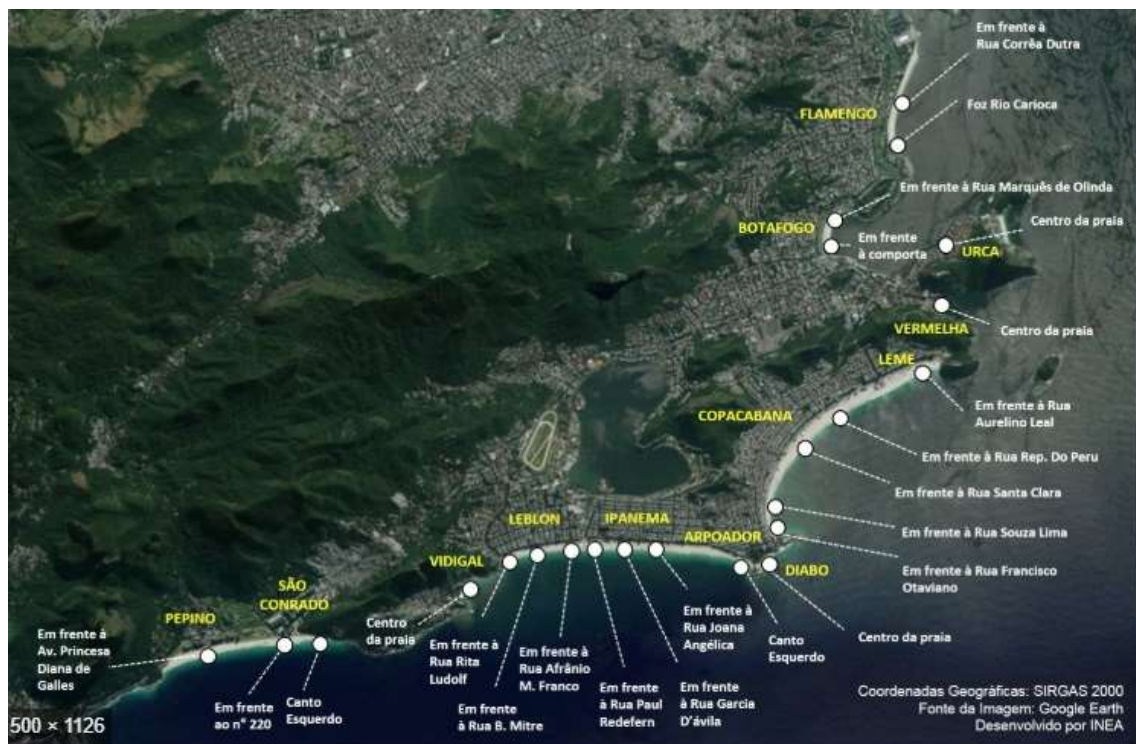 Em frente à
Rua Corrêa Dutra
FLAMENGO
Foz Rio Carioca
Em frente à Rua Marquês de Olinda
BOTAFOGO
Em frente
à comporta
Centro da praia
URCA
VERMELHA
Centro da praia
LEME
Em frente à Rua
Aurelino Leal
COPACABANA
Em frente à Rua Rep. Do Peru
Em frente à Rua Santa Clara
LEBLON
IPANEMA
ARPOADOR
Em frente à Rua Souza Lima
VIDIGAL
DIABO
Em frente à Rua Francisco
Otaviano
SÃO
CONRADO
PEPINO
Em frente à
Av. Princesa
Diana de
Galles
Em frente
ao n° 220
Canto
Esquerdo
Centro
da praia
Em frente à
Rua Rita
Ludolf
Em frente
à Rua B. Mitre
Em frente à
Rua Afrânio
M. Franco
Em frente
à Rua Paul
Redefern
Em frente
à Rua Garcia
D'ávila
Em frente à
Rua Joana
Angélica
Canto
Esquerdo
Centro da praia
Coordenadas Geográficas: SIRGAS 2000
Fonte da Imagem: Google Earth
Desenvolvido por INEA
500 × 1126